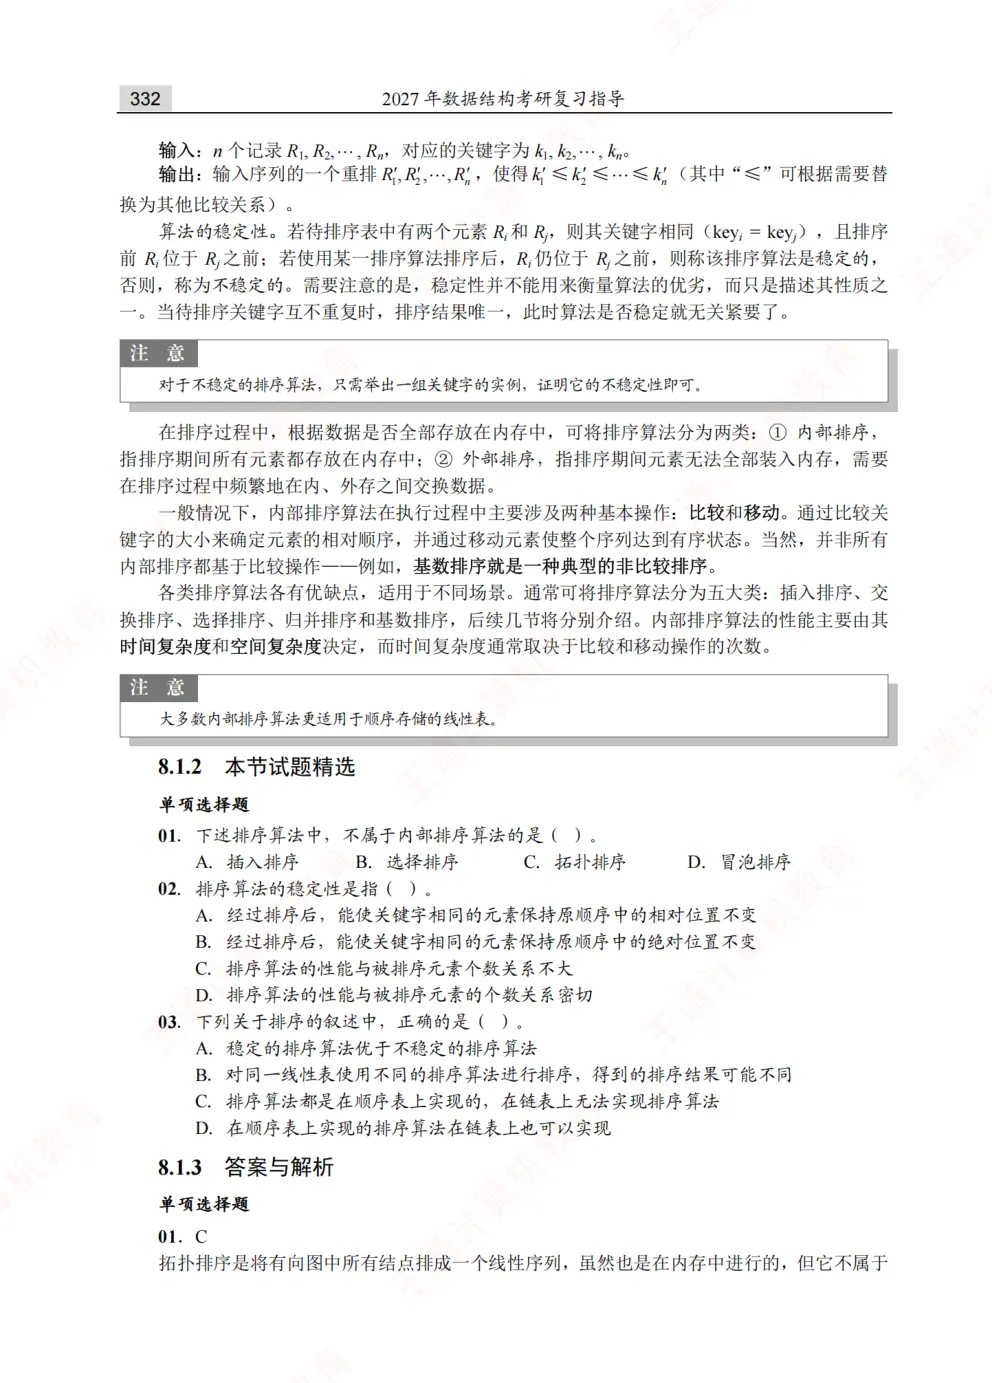 332
2027 年数据结构考研复习指导
输入：n 个记录 R1, R2,⋯, Rn，对应的关键字为 k1, k2,⋯, kn。
输出：输入序列的一个重排 R′1, R′2,⋯, R′n，使得 k′1 ≤ k′2 ≤⋯≤ k′n（其中“≤”可根据需要替
换为其他比较关系）。
算法的稳定性。若待排序表中有两个元素 Ri 和 Rj，则其关键字相同（keyi = keyj），且排序
前 Ri 位于 Rj 之前；若使用某一排序算法排序后，Ri 仍位于 Rj 之前，则称该排序算法是稳定的，
否则，称为不稳定的。需要注意的是，稳定性并不能用来衡量算法的优劣，而只是描述其性质之
一。当待排序关键字互不重复时，排序结果唯一，此时算法是否稳定就无关紧要了。
注 意
对于不稳定的排序算法，只需举出一组关键字的实例，证明它的不稳定性即可。
在排序过程中，根据数据是否全部存放在内存中，可将排序算法分为两类：① 内部排序，
指排序期间所有元素都存放在内存中；② 外部排序，指排序期间元素无法全部装入内存，需要
在排序过程中频繁地在内、外存之间交换数据。
一般情况下，内部排序算法在执行过程中主要涉及两种基本操作：比较和移动。通过比较关
键字的大小来确定元素的相对顺序，并通过移动元素使整个序列达到有序状态。当然，并非所有
内部排序都基于比较操作——例如，基数排序就是一种典型的非比较排序。
各类排序算法各有优缺点，适用于不同场景。通常可将排序算法分为五大类：插入排序、交
换排序、选择排序、归并排序和基数排序，后续几节将分别介绍。内部排序算法的性能主要由其
时间复杂度和空间复杂度决定，而时间复杂度通常取决于比较和移动操作的次数。
注 意
大多数内部排序算法更适用于顺序存储的线性表。
8.1.2 本节试题精选
单项选择题
01. 下述排序算法中，不属于内部排序算法的是（ ）。
A. 插入排序 B. 选择排序 C. 拓扑排序 D. 冒泡排序
02. 排序算法的稳定性是指（ ）。
A. 经过排序后，能使关键字相同的元素保持原顺序中的相对位置不变
B. 经过排序后，能使关键字相同的元素保持原顺序中的绝对位置不变
C. 排序算法的性能与被排序元素个数关系不大
D. 排序算法的性能与被排序元素的个数关系密切
03. 下列关于排序的叙述中，正确的是（ ）。
A. 稳定的排序算法优于不稳定的排序算法
B. 对同一线性表使用不同的排序算法进行排序，得到的排序结果可能不同
C. 排序算法都是在顺序表上实现的，在链表上无法实现排序算法
D. 在顺序表上实现的排序算法在链表上也可以实现
8.1.3 答案与解析
单项选择题
01. C
拓扑排序是将有向图中所有结点排成一个线性序列，虽然也是在内存中进行的，但它不属于